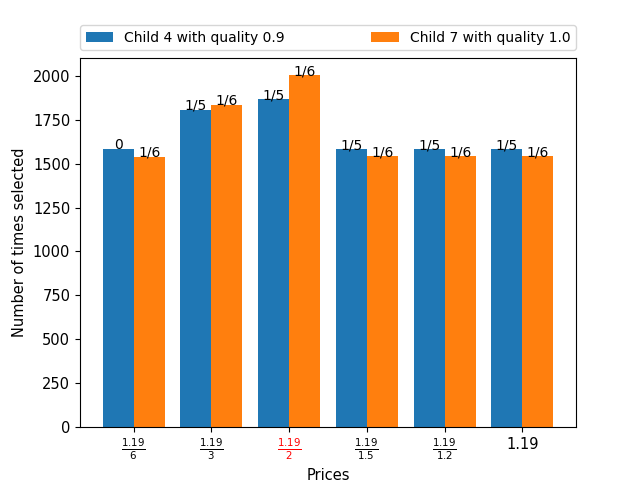 Child 4 with quality 0.9 Child 7 with quality 1.0
Number of times selected
2000
1750
1500
1250
1000
750
500
250
0
0 1/6 1/5 1/6 1/5 1/6 1/5 1/6 1/5 1/6 1/5 1/6
1.19/6 1.19/3 1.19/2 1.19/1.5 1.19/1.2 1.19
Prices